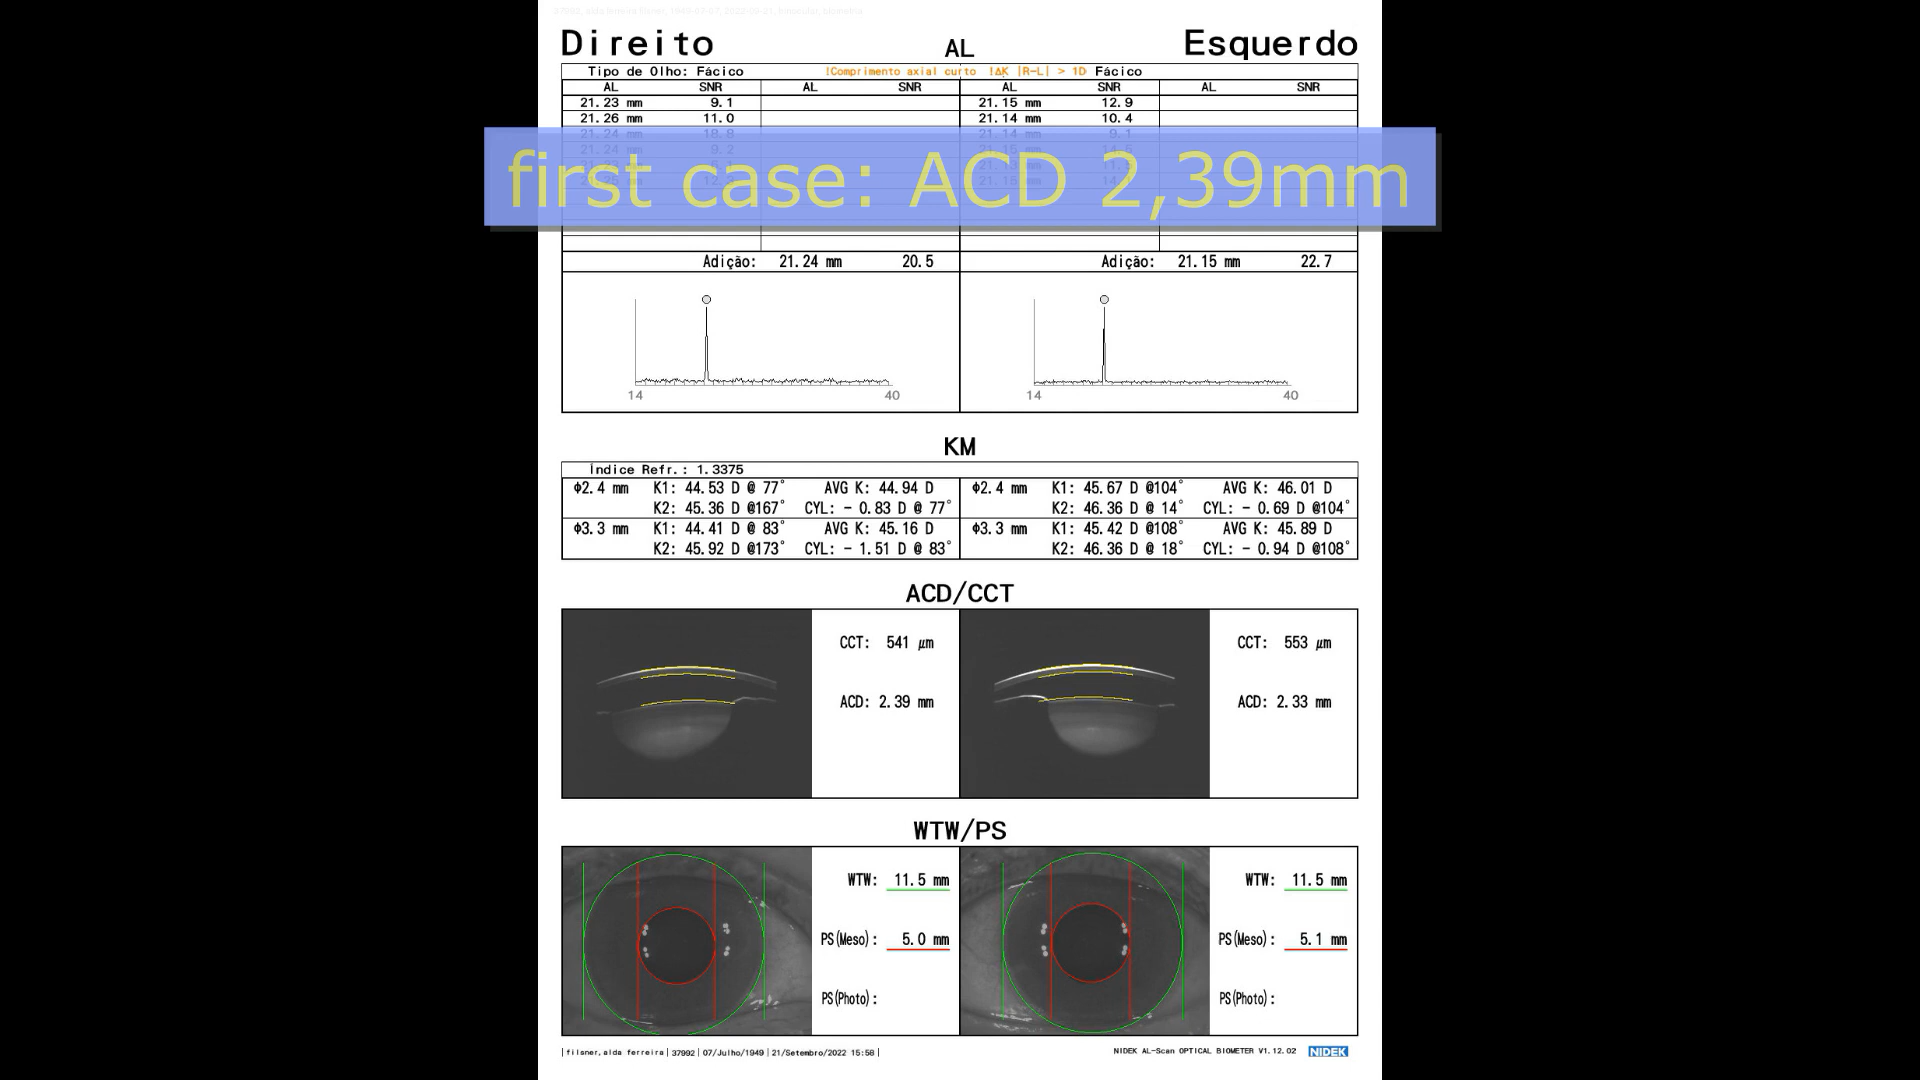 Direito AL Esquerdo
Tipo de Olho: Fácico !Comprimento axial curto !ΔK |R-L| > 1D Fácico
AL SNR AL SNR AL SNR AL SNR
21.23 mm 9.1 21.15 mm 12.9
21.26 mm 11.0 21.14 mm 10.4
first case: ACD 2,39mm
Adição: 21.24 mm 20.5 Adição: 21.15 mm 22.7
14 40 14 40
KM
Índice Refr.: 1.3375
φ2.4 mm K1: 44.53 D @ 77° AVG K: 44.94 D φ2.4 mm K1: 45.67 D @104° AVG K: 46.01 D
K2: 45.36 D @167° CYL: - 0.83 D @ 77° K2: 46.36 D @ 14° CYL: - 0.69 D @104°
φ3.3 mm K1: 44.41 D @ 83° AVG K: 45.16 D φ3.3 mm K1: 45.42 D @108° AVG K: 45.89 D
K2: 45.92 D @173° CYL: - 1.51 D @ 83° K2: 46.36 D @ 18° CYL: - 0.94 D @108°
ACD/CCT
CCT: 541 μm CCT: 553 μm
ACD: 2.39 mm ACD: 2.33 mm
WTW/PS
WTW: 11.5 mm WTW: 11.5 mm
PS(Meso): 5.0 mm PS(Meso): 5.1 mm
PS(Photo): PS(Photo):
|filsner,alda ferreira|37992|07/Julho/1949|21/Setembro/2022 15:58| NIDEK AL-Scan OPTICAL BIOMETER V1.12.02 NIDEK